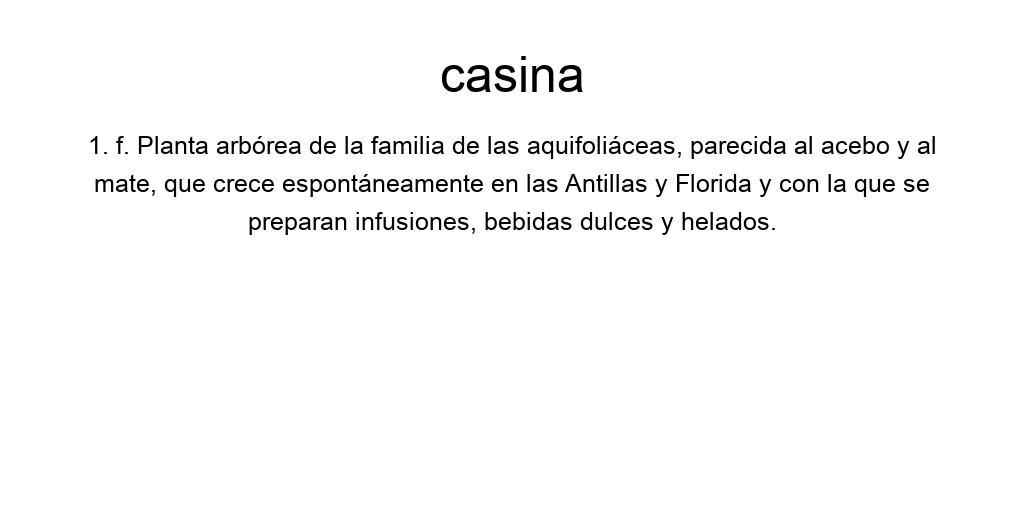 casina
1. f. Planta arbórea de la familia de las aquifoliáceas, parecida al acebo y al
mate, que crece espontáneamente en las Antillas y Florida y con la que se
preparan infusiones, bebidas dulces y helados.